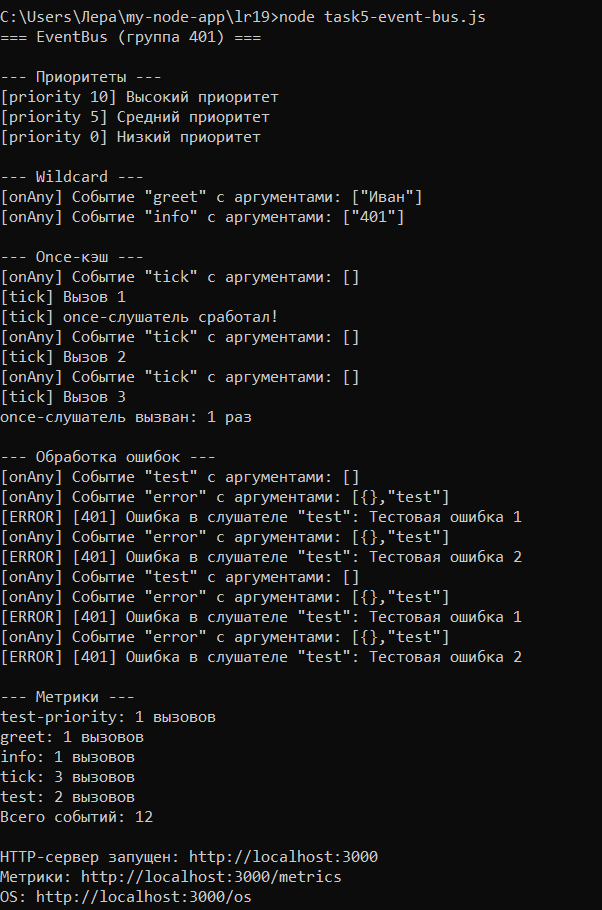 C:\Users\Лера\my-node-app\lr19>node task5-event-bus.js
=== EventBus (группа 401) ===
--- Приоритеты ---
[priority 10] Высокий приоритет
[priority 5] Средний приоритет
[priority 0] Низкий приоритет
--- Wildcard ---
[onAny] Событие "greet" с аргументами: ["Иван"]
[onAny] Событие "info" с аргументами: ["401"]
--- Once-кэш ---
[onAny] Событие "tick" с аргументами: []
[tick] Вызов 1
[tick] once-слушатель сработал!
[onAny] Событие "tick" с аргументами: []
[tick] Вызов 2
[onAny] Событие "tick" с аргументами: []
[tick] Вызов 3
once-слушатель вызван: 1 раз
--- Обработка ошибок ---
[onAny] Событие "test" с аргументами: []
[onAny] Событие "error" с аргументами: [{},"test"]
[ERROR] [401] Ошибка в слушателе "test": Тестовая ошибка 1
[onAny] Событие "error" с аргументами: [{},"test"]
[ERROR] [401] Ошибка в слушателе "test": Тестовая ошибка 2
[onAny] Событие "test" с аргументами: []
[onAny] Событие "error" с аргументами: [{},"test"]
[ERROR] [401] Ошибка в слушателе "test": Тестовая ошибка 1
[onAny] Событие "error" с аргументами: [{},"test"]
[ERROR] [401] Ошибка в слушателе "test": Тестовая ошибка 2
--- Метрики ---
test-priority: 1 вызовов
greet: 1 вызовов
info: 1 вызовов
tick: 3 вызовов
test: 2 вызовов
Всего событий: 12
HTTP-сервер запущен: http://localhost:3000
Метрики: http://localhost:3000/metrics
OS: http://localhost:3000/os